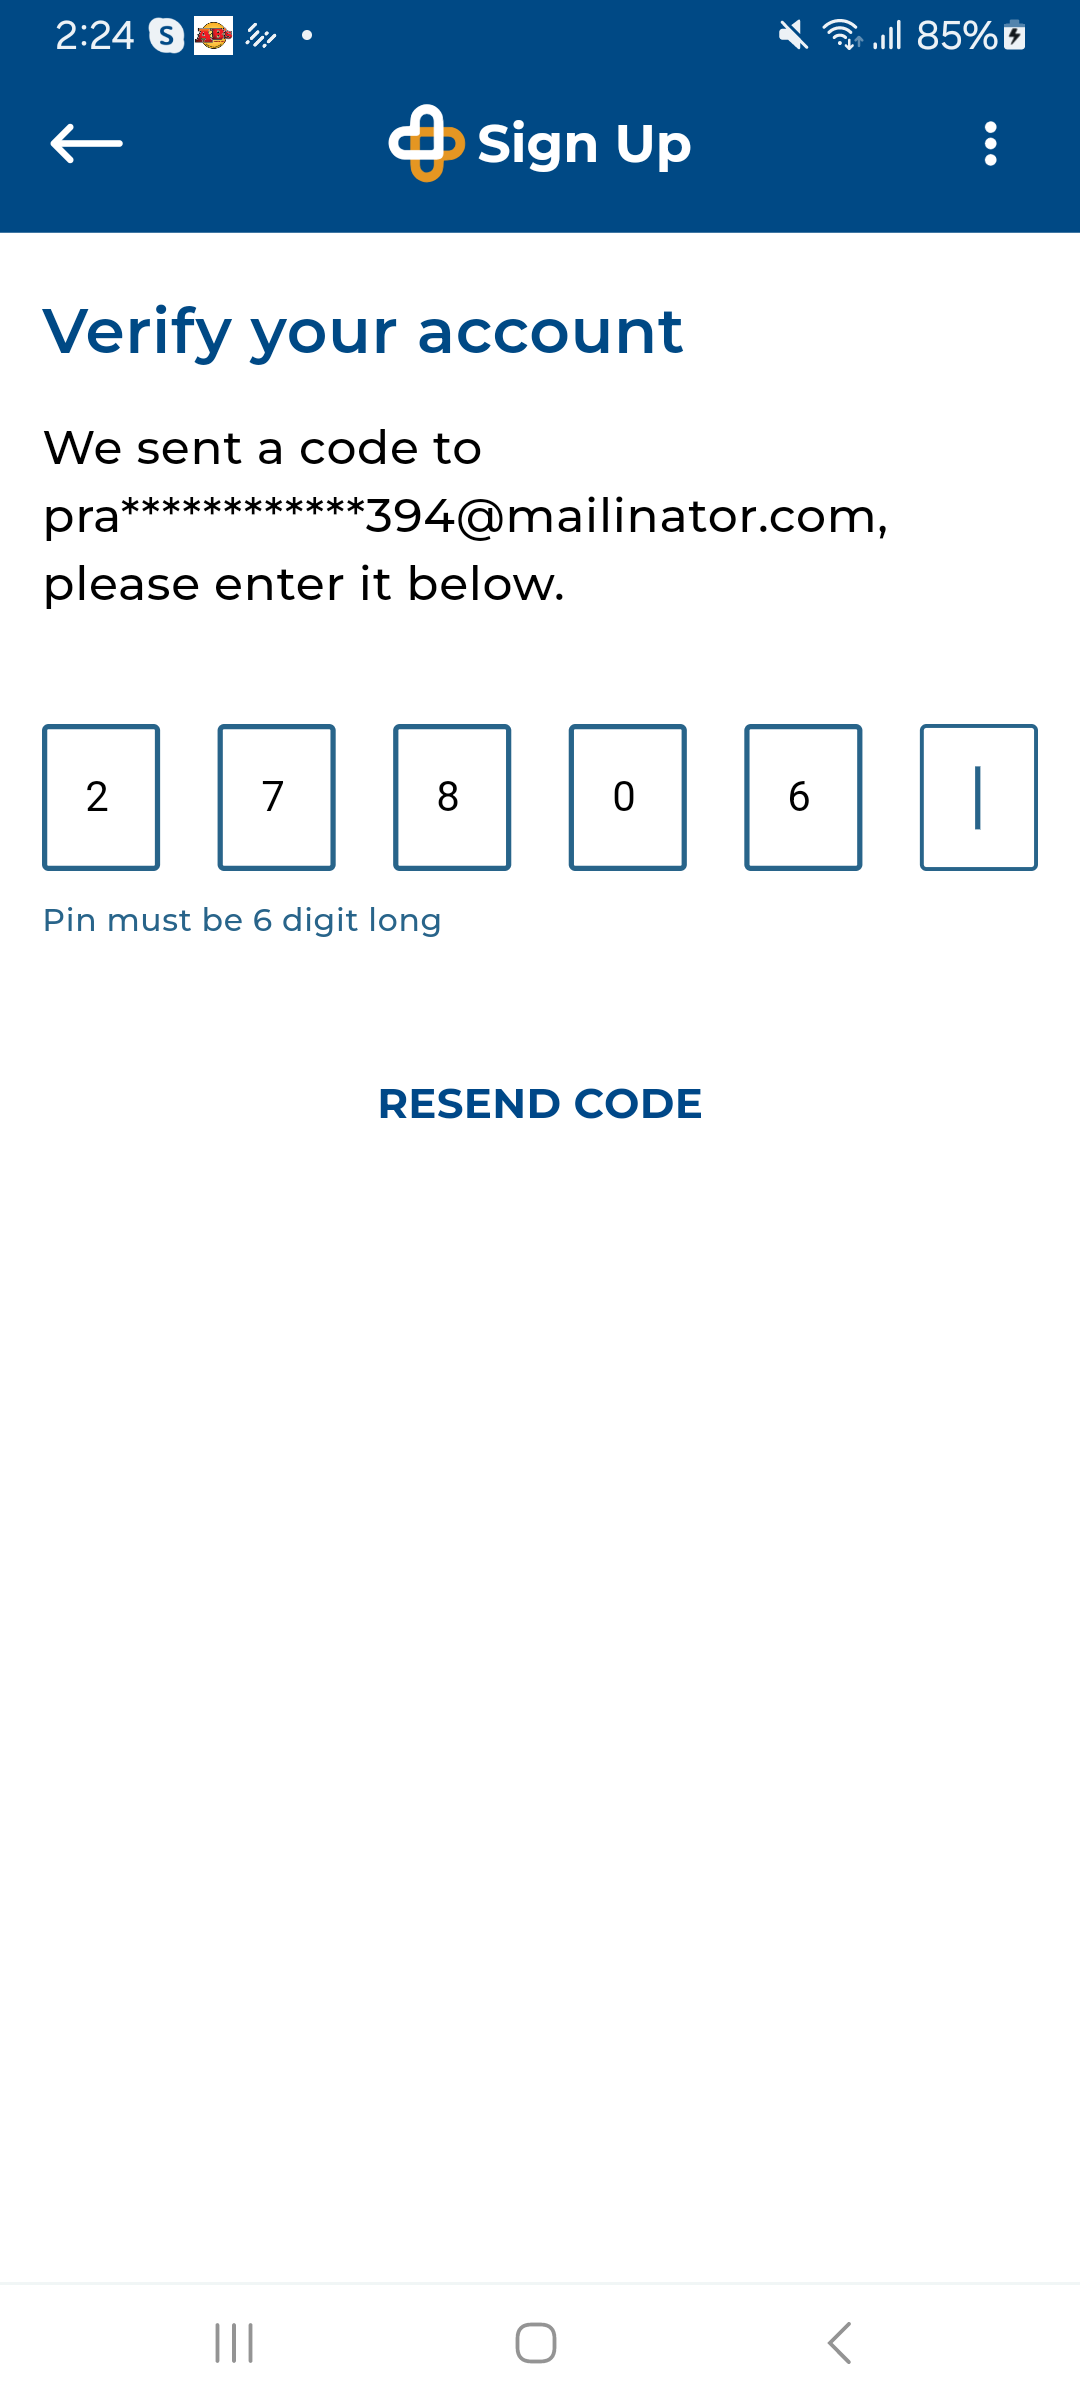 2:24 S 85%
Sign Up
Verify your account
We sent a code to
pra************394@mailinator.com,
please enter it below.
2 7 8 0 6
Pin must be 6 digit long
RESEND CODE